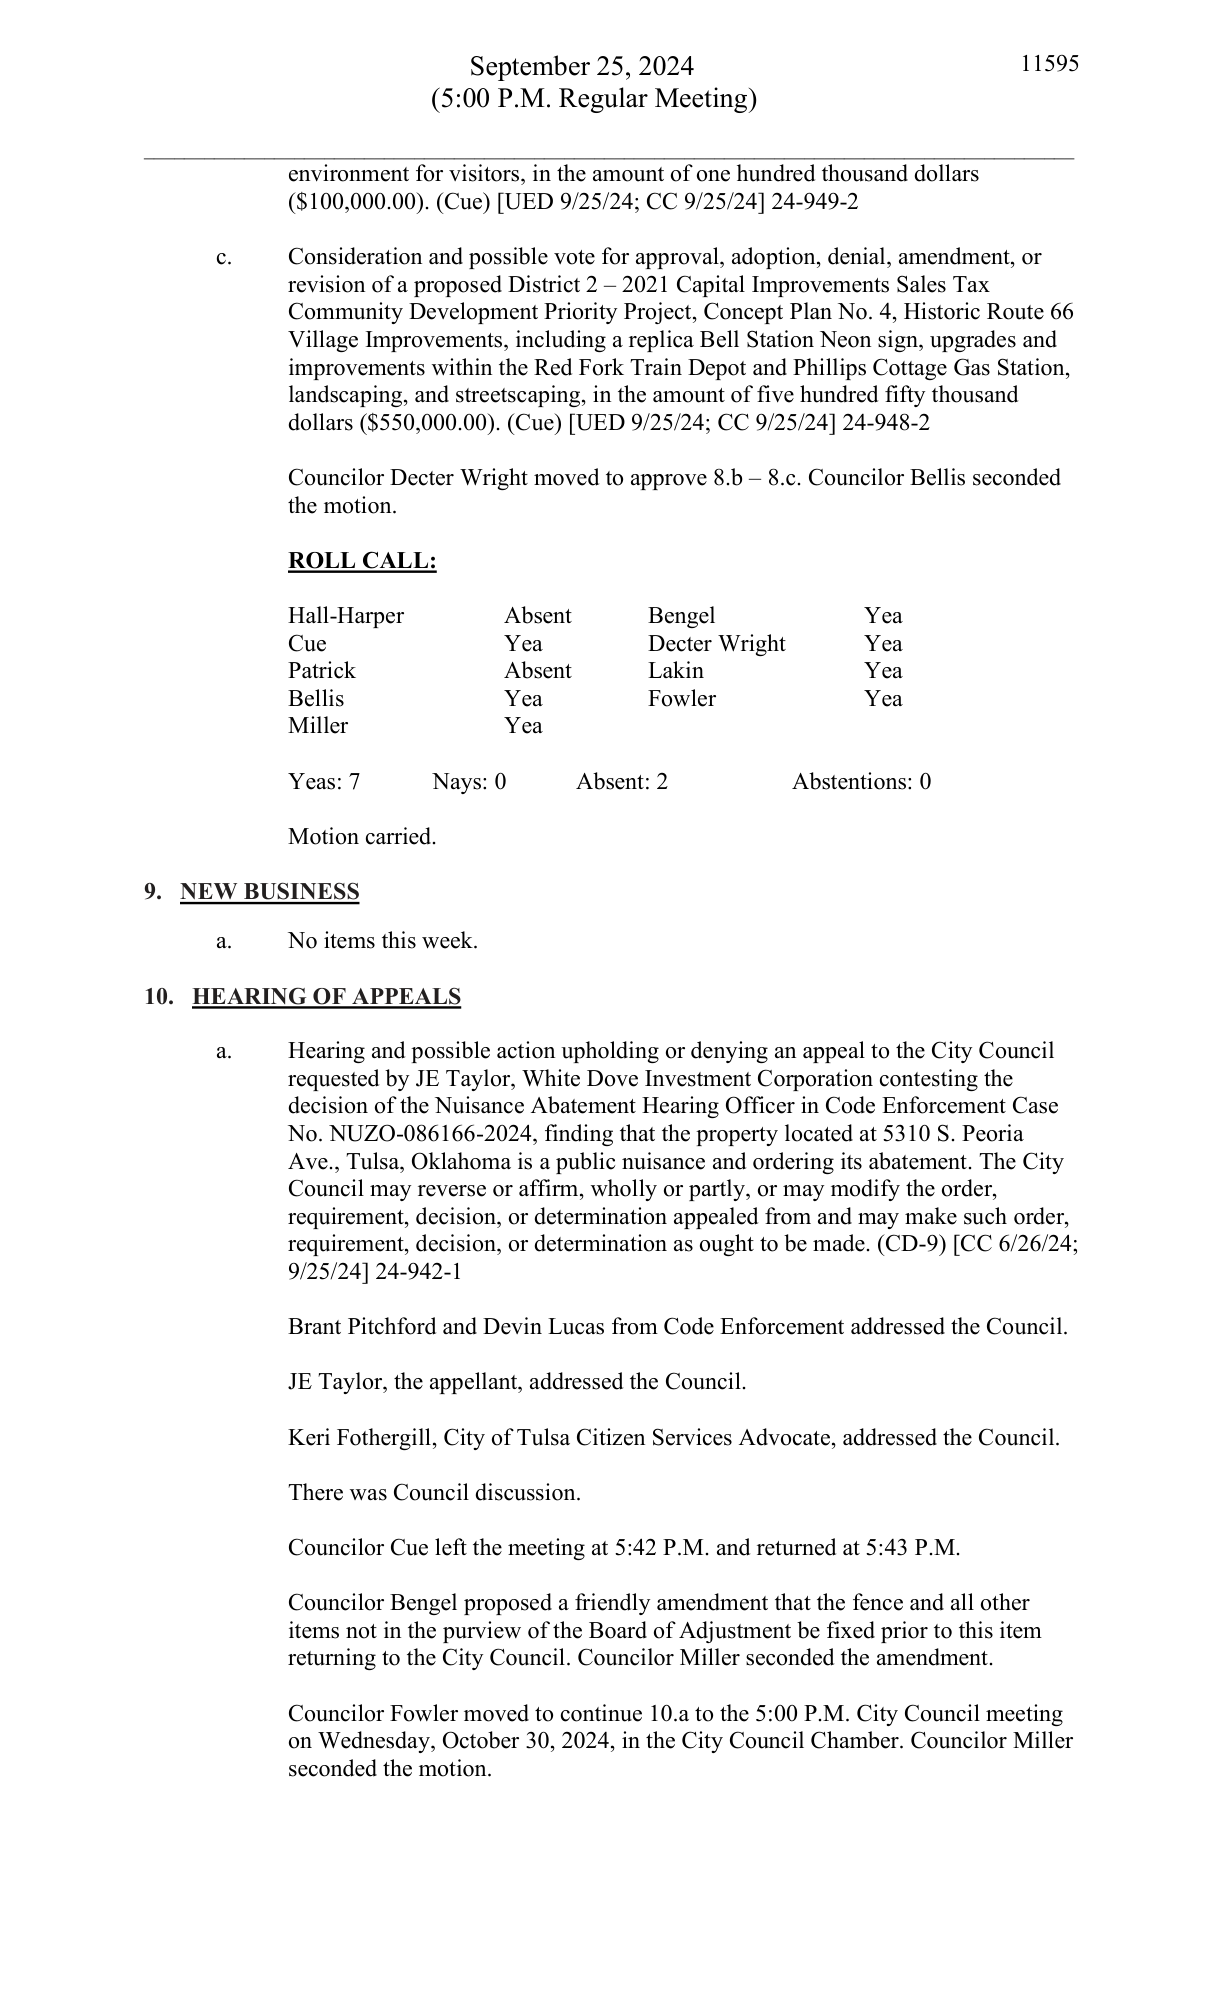 September 25, 2024
11595
(5:00 P.M. Regular Meeting)
environment for visitors, in the amount of one hundred thousand dollars
($100,000.00). (Cue) [UED 9/25/24; CC 9/25/24] 24-949-2
c. Consideration and possible vote for approval, adoption, denial, amendment, or
revision of a proposed District 2 – 2021 Capital Improvements Sales Tax
Community Development Priority Project, Concept Plan No. 4, Historic Route 66
Village Improvements, including a replica Bell Station Neon sign, upgrades and
improvements within the Red Fork Train Depot and Phillips Cottage Gas Station,
landscaping, and streetscaping, in the amount of five hundred fifty thousand
dollars ($550,000.00). (Cue) [UED 9/25/24; CC 9/25/24] 24-948-2
Councilor Decter Wright moved to approve 8.b – 8.c. Councilor Bellis seconded
the motion.
ROLL CALL:
Hall-Harper Absent Bengel Yea
Cue Yea Decter Wright Yea
Patrick Absent Lakin Yea
Bellis Yea Fowler Yea
Miller Yea
Yeas: 7 Nays: 0 Absent: 2 Abstentions: 0
Motion carried.
9. NEW BUSINESS
a. No items this week.
10. HEARING OF APPEALS
a. Hearing and possible action upholding or denying an appeal to the City Council
requested by JE Taylor, White Dove Investment Corporation contesting the
decision of the Nuisance Abatement Hearing Officer in Code Enforcement Case
No. NUZO-086166-2024, finding that the property located at 5310 S. Peoria
Ave., Tulsa, Oklahoma is a public nuisance and ordering its abatement. The City
Council may reverse or affirm, wholly or partly, or may modify the order,
requirement, decision, or determination appealed from and may make such order,
requirement, decision, or determination as ought to be made. (CD-9) [CC 6/26/24;
9/25/24] 24-942-1
Brant Pitchford and Devin Lucas from Code Enforcement addressed the Council.
JE Taylor, the appellant, addressed the Council.
Keri Fothergill, City of Tulsa Citizen Services Advocate, addressed the Council.
There was Council discussion.
Councilor Cue left the meeting at 5:42 P.M. and returned at 5:43 P.M.
Councilor Bengel proposed a friendly amendment that the fence and all other
items not in the purview of the Board of Adjustment be fixed prior to this item
returning to the City Council. Councilor Miller seconded the amendment.
Councilor Fowler moved to continue 10.a to the 5:00 P.M. City Council meeting
on Wednesday, October 30, 2024, in the City Council Chamber. Councilor Miller
seconded the motion.